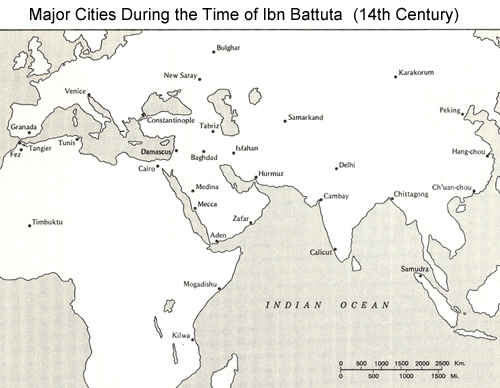 Major Cities During the Time of Ibn Battuta (14th Century)
Bulghar
New Saray
Karakorum
Venice
Constantinople
Samarkand
Peking
Granada
Tangier
Fez
Tunis
Tabriz
Damascus
Baghdad
Isfahan
Hang-chou
Cairo
Hurmuz
Delhi
Medina
Mecca
Cambay
Chittagong
Ch'uan-chou
Timbuktu
Zafar
Aden
Calicut
Samudra
Mogadishu
INDIAN OCEAN
Kilwa
0 500 1000 1500 2000 2500 Km.
0 500 1000 1500 Mi.